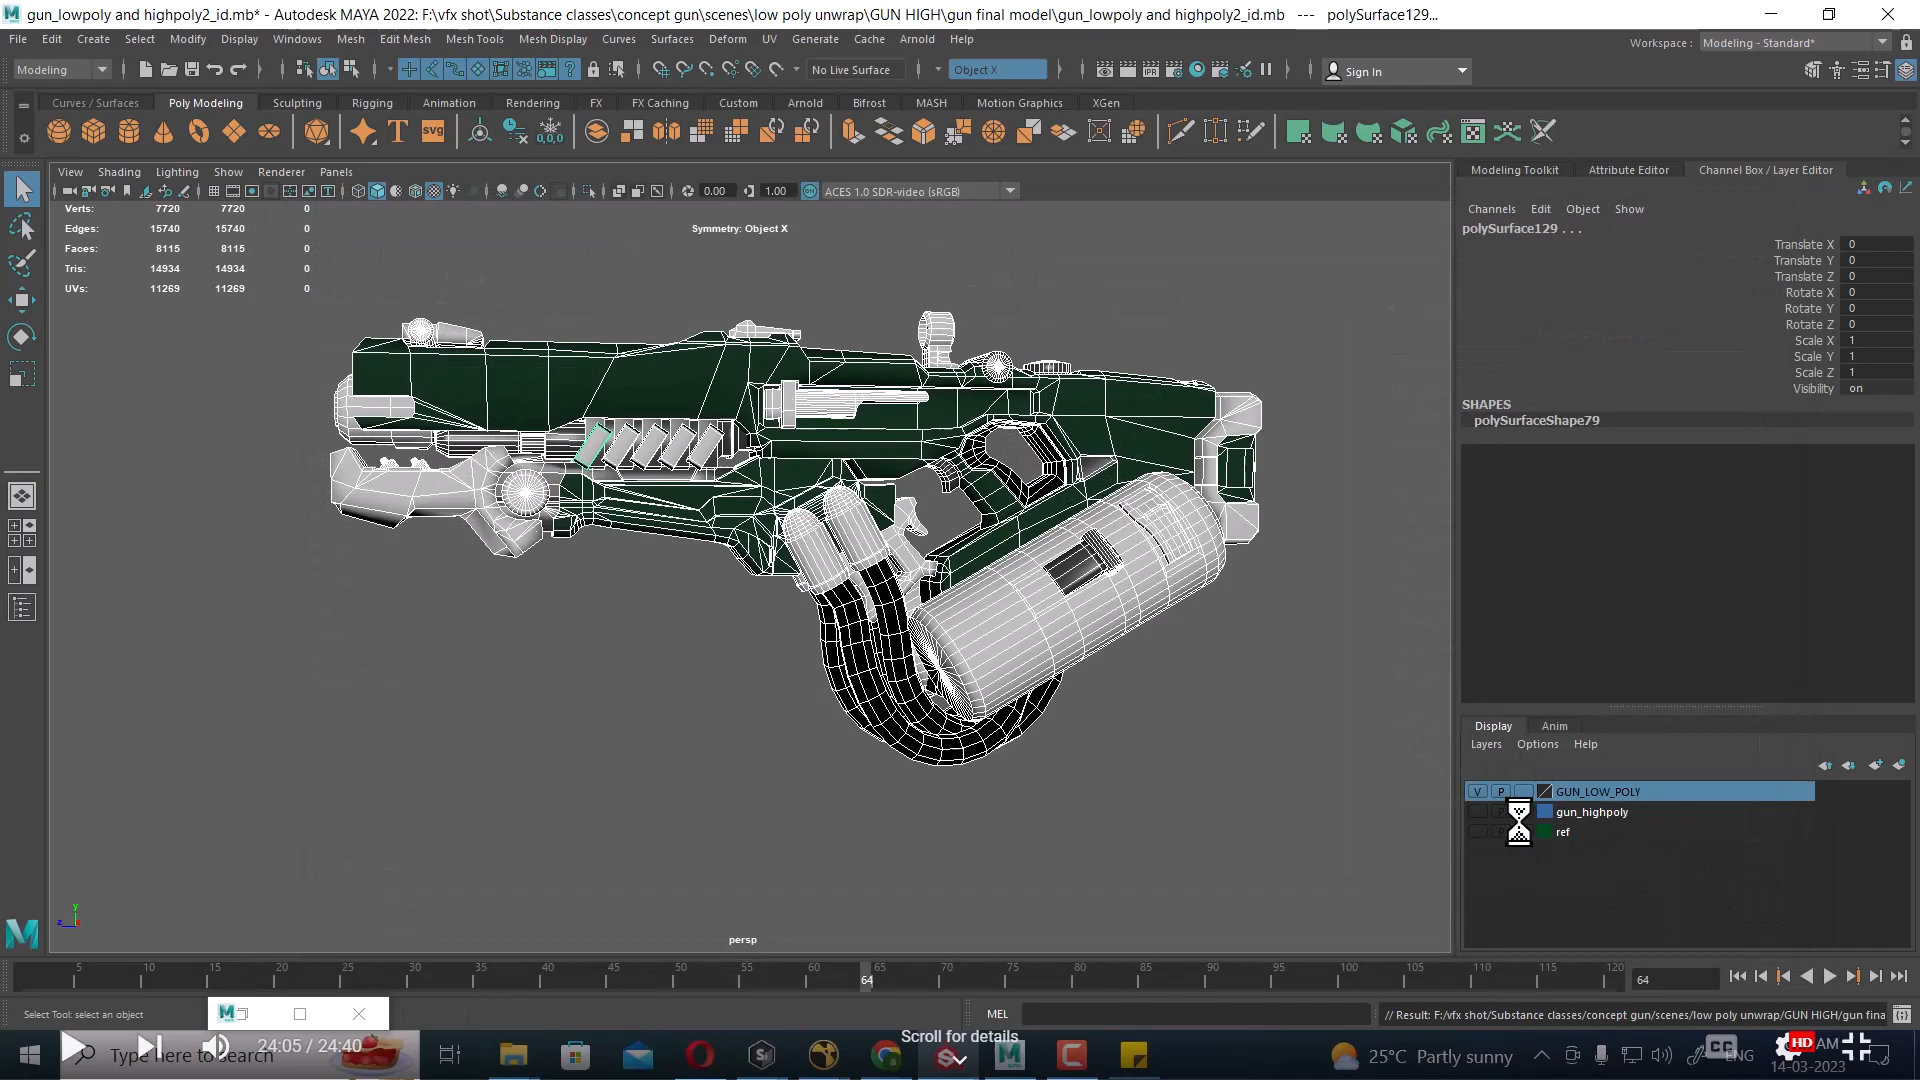 gun_lowpoly and highpoly2_id.mb* - Autodesk MAYA 2022: F:\vfx shot\Substance classes\concept gun\scenes\low poly unwrap\GUN HIGH\gun final model\gun_lowpoly and highpoly2_id.mb --- polySurface129...
File Edit Create Select Modify Display Windows Mesh Edit Mesh Mesh Tools Mesh Display Curves Surfaces Deform UV Generate Cache Arnold Help
Workspace : Modeling - Standard*
Modeling No Live Surface Object X Sign In
Curves / Surfaces Poly Modeling Sculpting Rigging Animation Rendering FX FX Caching Custom Arnold Bifrost MASH Motion Graphics XGen
View Shading Lighting Show Renderer Panels
0.00 1.00 ACES 1.0 SDR-video (sRGB)
Verts: 7720 7720 0
Edges: 15740 15740 0
Faces: 8115 8115 0
Tris: 14934 14934 0
UVs: 11269 11269 0
Symmetry: Object X
persp
Modeling Toolkit Attribute Editor Channel Box / Layer Editor
Channels Edit Object Show
polySurface129 . . .
Translate X 0
Translate Y 0
Translate Z 0
Rotate X 0
Rotate Y 0
Rotate Z 0
Scale X 1
Scale Y 1
Scale Z 1
Visibility on
SHAPES
polySurfaceShape79
Display Anim
Layers Options Help
V P GUN_LOW_POLY
gun_highpoly
ref
5 10 15 20 25 30 35 40 45 50 55 60 65 70 75 80 85 90 95 100 105 110 115 120
64
64
Select Tool: select an object
MEL
// Result: F:/vfx shot/Substance classes/concept gun/scenes/low poly unwrap/GUN HIGH/gun fina
Scroll for details
Type here to search
24:05 / 24:40
25°C Partly sunny
CC
ENG
HD
AM
14-03-2023